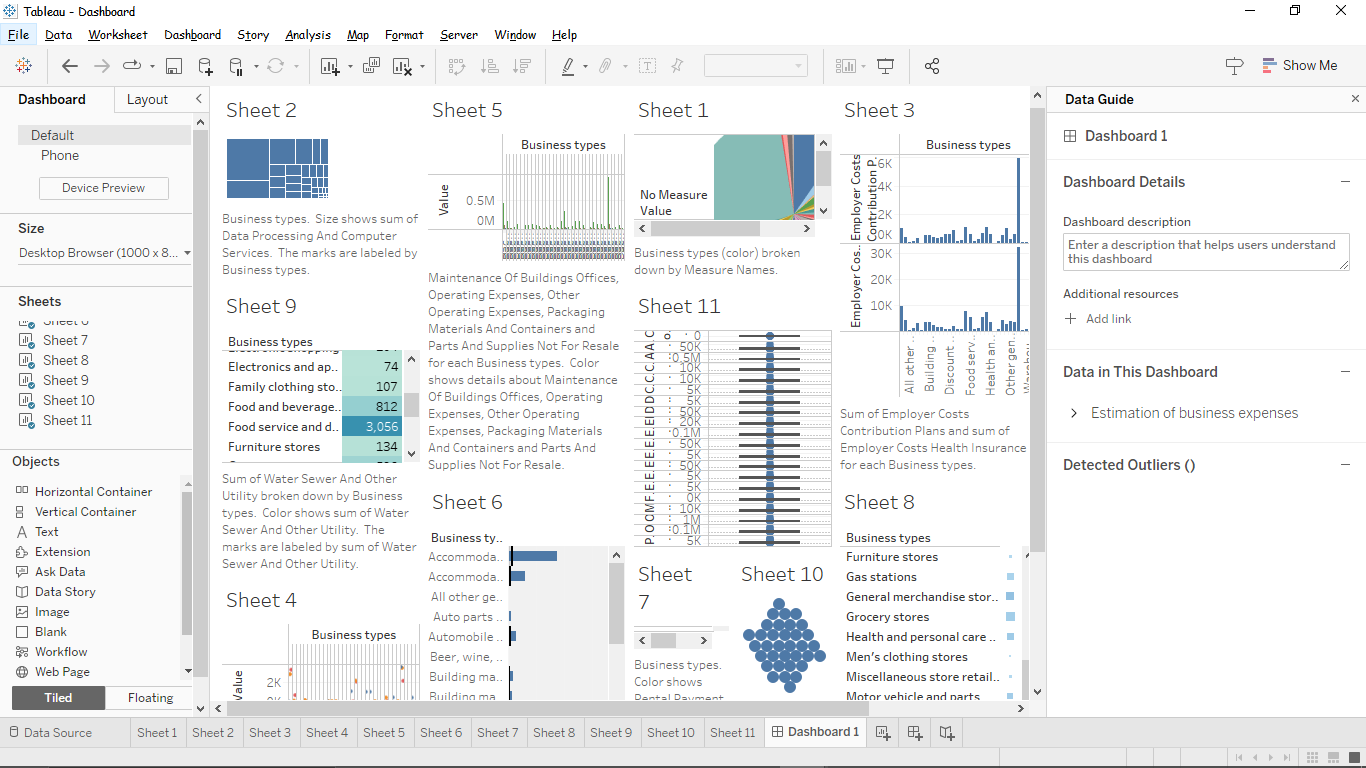 Tableau - Dashboard
File Data Worksheet Dashboard Story Analysis Map Format Server Window Help
Show Me
Dashboard Layout
Default
Phone
Device Preview
Size
Desktop Browser (1000 x 8...
Sheets
Sheet 7
Sheet 8
Sheet 9
Sheet 10
Sheet 11
Objects
Horizontal Container
Vertical Container
Text
Extension
Ask Data
Data Story
Image
Blank
Workflow
Web Page
Tiled Floating
Sheet 2
Business types. Size shows sum of
Data Processing And Computer
Services. The marks are labeled by
Business types.
Sheet 9
Business types
Electronics and ap.. 74
Family clothing sto.. 107
Food and beverage.. 812
Food service and d.. 3,056
Furniture stores 134
Sum of Water Sewer And Other
Utility broken down by Business
types. Color shows sum of Water
Sewer And Other Utility. The
marks are labeled by sum of Water
Sewer And Other Utility.
Sheet 4
Business types
Value
2K
Sheet 5
Business types
Value
0.5M
0M
Maintenance Of Buildings Offices,
Operating Expenses, Other
Operating Expenses, Packaging
Materials And Containers and
Parts And Supplies Not For Resale
for each Business types. Color
shows details about Maintenance
Of Buildings Offices, Operating
Expenses, Other Operating
Expenses, Packaging Materials
And Containers and Parts And
Supplies Not For Resale.
Sheet 6
Business ty..
Accommoda..
Accommoda..
All other ge..
Auto parts ..
Automobile ..
Beer, wine, ..
Building ma..
Building ma..
Sheet 1
No Measure
Value
Business types (color) broken
down by Measure Names.
Sheet 11
0
50K
0.5M
10K
10K
5K
50K
20K
0.1M
50K
5K
50K
5K
5K
0K
10K
1M
0.1M
5K
Sheet
7
Business types.
Color shows
Rental Payment
Sheet 10
Sheet 3
Business types
Employer Costs
Contribution P..
6K
4K
2K
0K
Employer Cos..
30K
20K
10K
All other ..
Building ..
Discount ..
Food serv..
Health an..
Other gen..
Sum of Employer Costs
Contribution Plans and sum of
Employer Costs Health Insurance
for each Business types.
Sheet 8
Business types
Furniture stores
Gas stations
General merchandise stor..
Grocery stores
Health and personal care ..
Men's clothing stores
Miscellaneous store retail..
Motor vehicle and parts
Data Guide
Dashboard 1
Dashboard Details
Dashboard description
Enter a description that helps users understand
this dashboard
Additional resources
Add link
Data in This Dashboard
Estimation of business expenses
Detected Outliers ()
Data Source Sheet 1 Sheet 2 Sheet 3 Sheet 4 Sheet 5 Sheet 6 Sheet 7 Sheet 8 Sheet 9 Sheet 10 Sheet 11 Dashboard 1